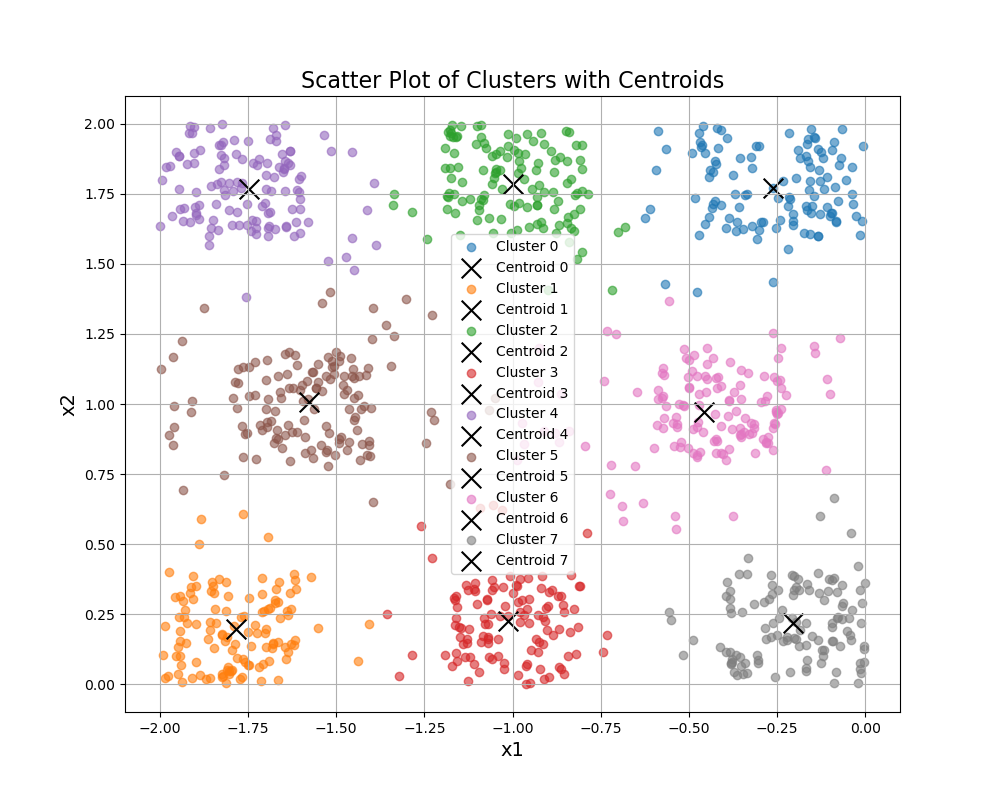 Scatter Plot of Clusters with Centroids
2.00
1.75
1.50
1.25
1.00
0.75
0.50
0.25
0.00
x2
Cluster 0
Centroid 0
Cluster 1
Centroid 1
Cluster 2
Centroid 2
Cluster 3
Centroid 3
Cluster 4
Centroid 4
Cluster 5
Centroid 5
Cluster 6
Centroid 6
Cluster 7
Centroid 7
−2.00 −1.75 −1.50 −1.25 −1.00 −0.75 −0.50 −0.25 0.00
x1